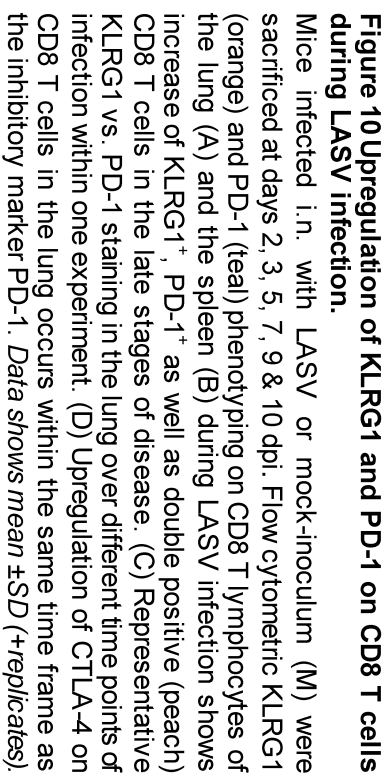 Figure 10 Upregulation of KLRG1 and PD-1 on CD8 T cells
during LASV infection.
Mice infected i.n. with LASV or mock-inoculum (M) were
sacrificed at days 2, 3, 5, 7, 9 & 10 dpi. Flow cytometric KLRG1
(orange) and PD-1 (teal) phenotyping on CD8 T lymphocytes of
the lung (A) and the spleen (B) during LASV infection shows
increase of KLRG1⁺, PD-1⁺ as well as double positive (peach)
CD8 T cells in the late stages of disease. (C) Representative
KLRG1 vs. PD-1 staining in the lung over different time points of
infection within one experiment. (D) Upregulation of CTLA-4 on
CD8 T cells in the lung occurs within the same time frame as
the inhibitory marker PD-1. Data shows mean ±SD (+replicates).